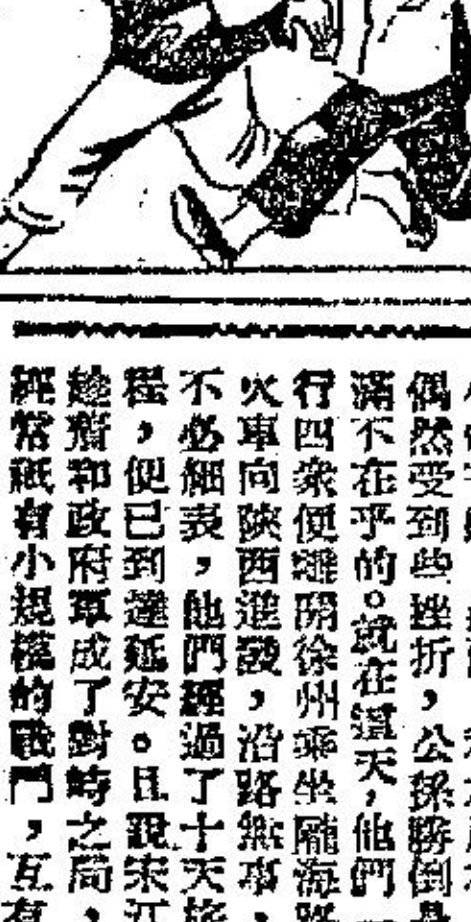 偶然受到些挫折，公孫勝倒
滿不在乎的。就在這天，他們
行四衆便離開徐州乘坐隴海
火車向陝西進發，沿路無事，
不必細表，他們經過了十天旅
程，便已到達延安。且說宋江
和政府軍成了對峙之局，
經常祇有小規模的戰鬥，互有